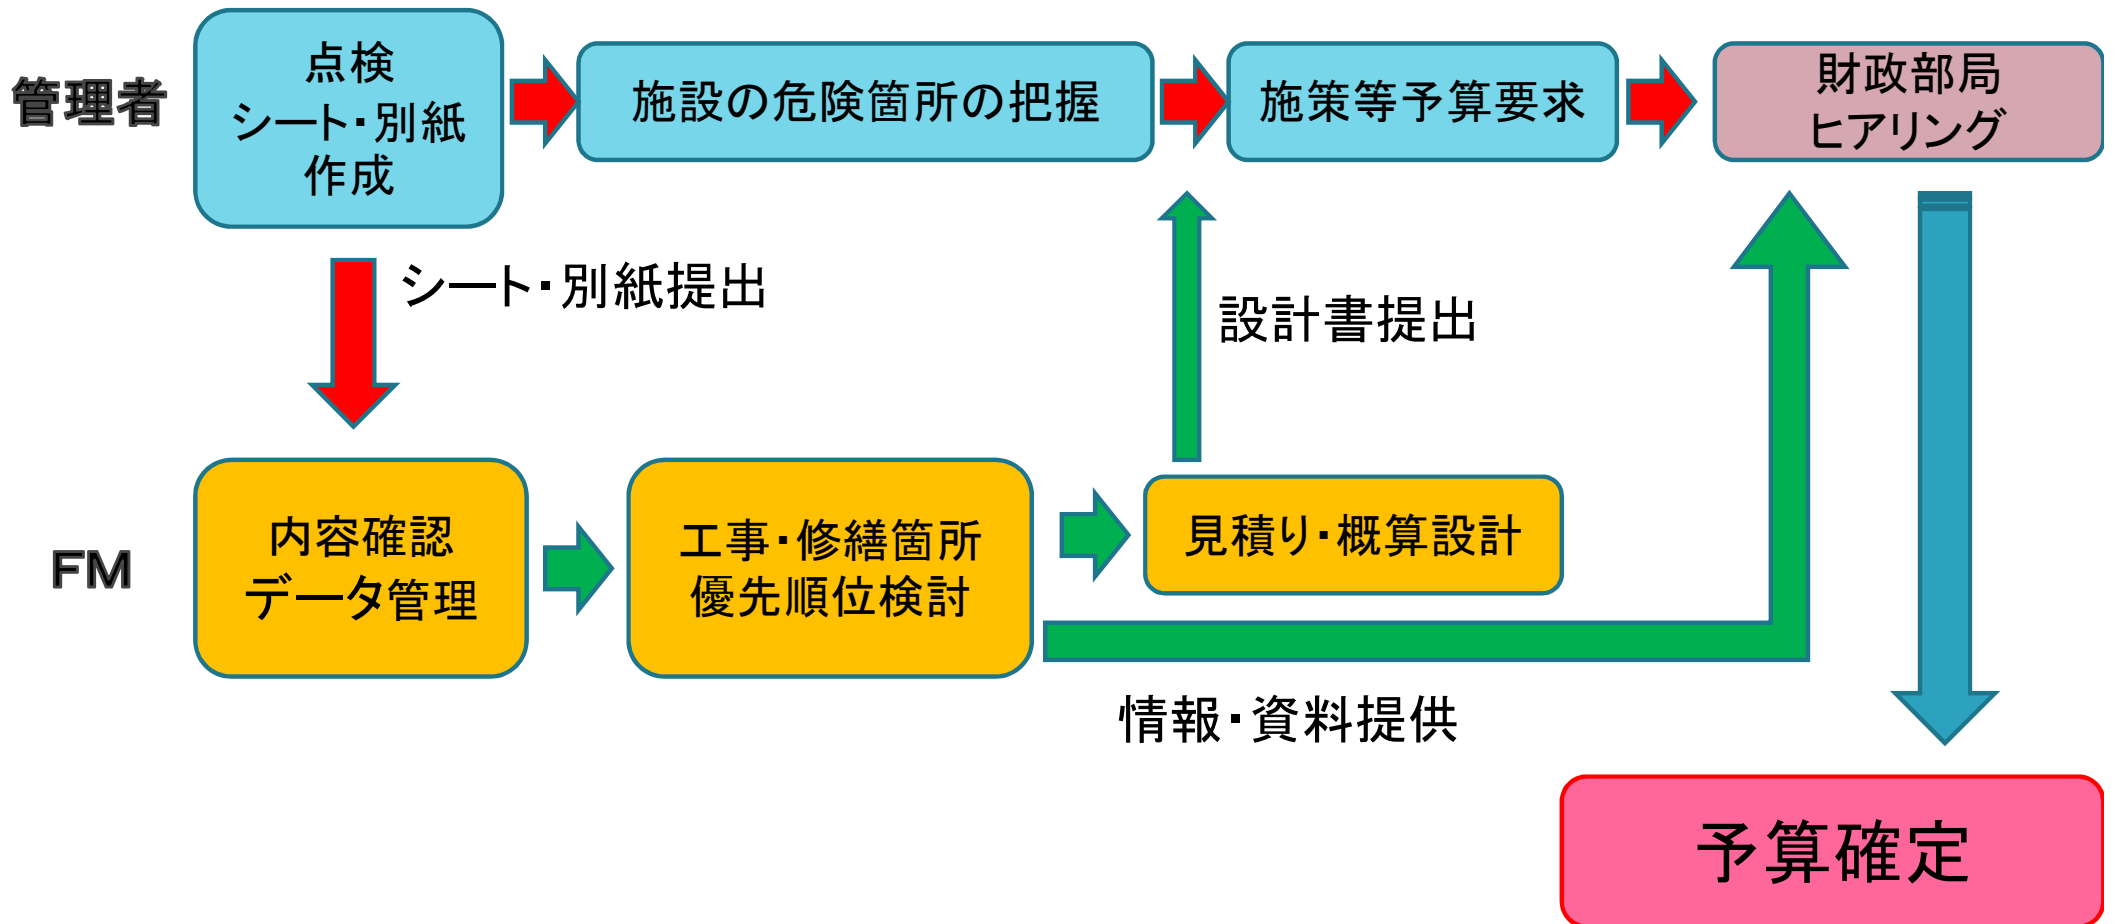 管理者
点検
シート・別紙
作成
施設の危険箇所の把握
施策等予算要求
財政部局
ヒアリング
シート・別紙提出
設計書提出
FM
内容確認
データ管理
工事・修繕箇所
優先順位検討
見積り・概算設計
情報・資料提供
予算確定